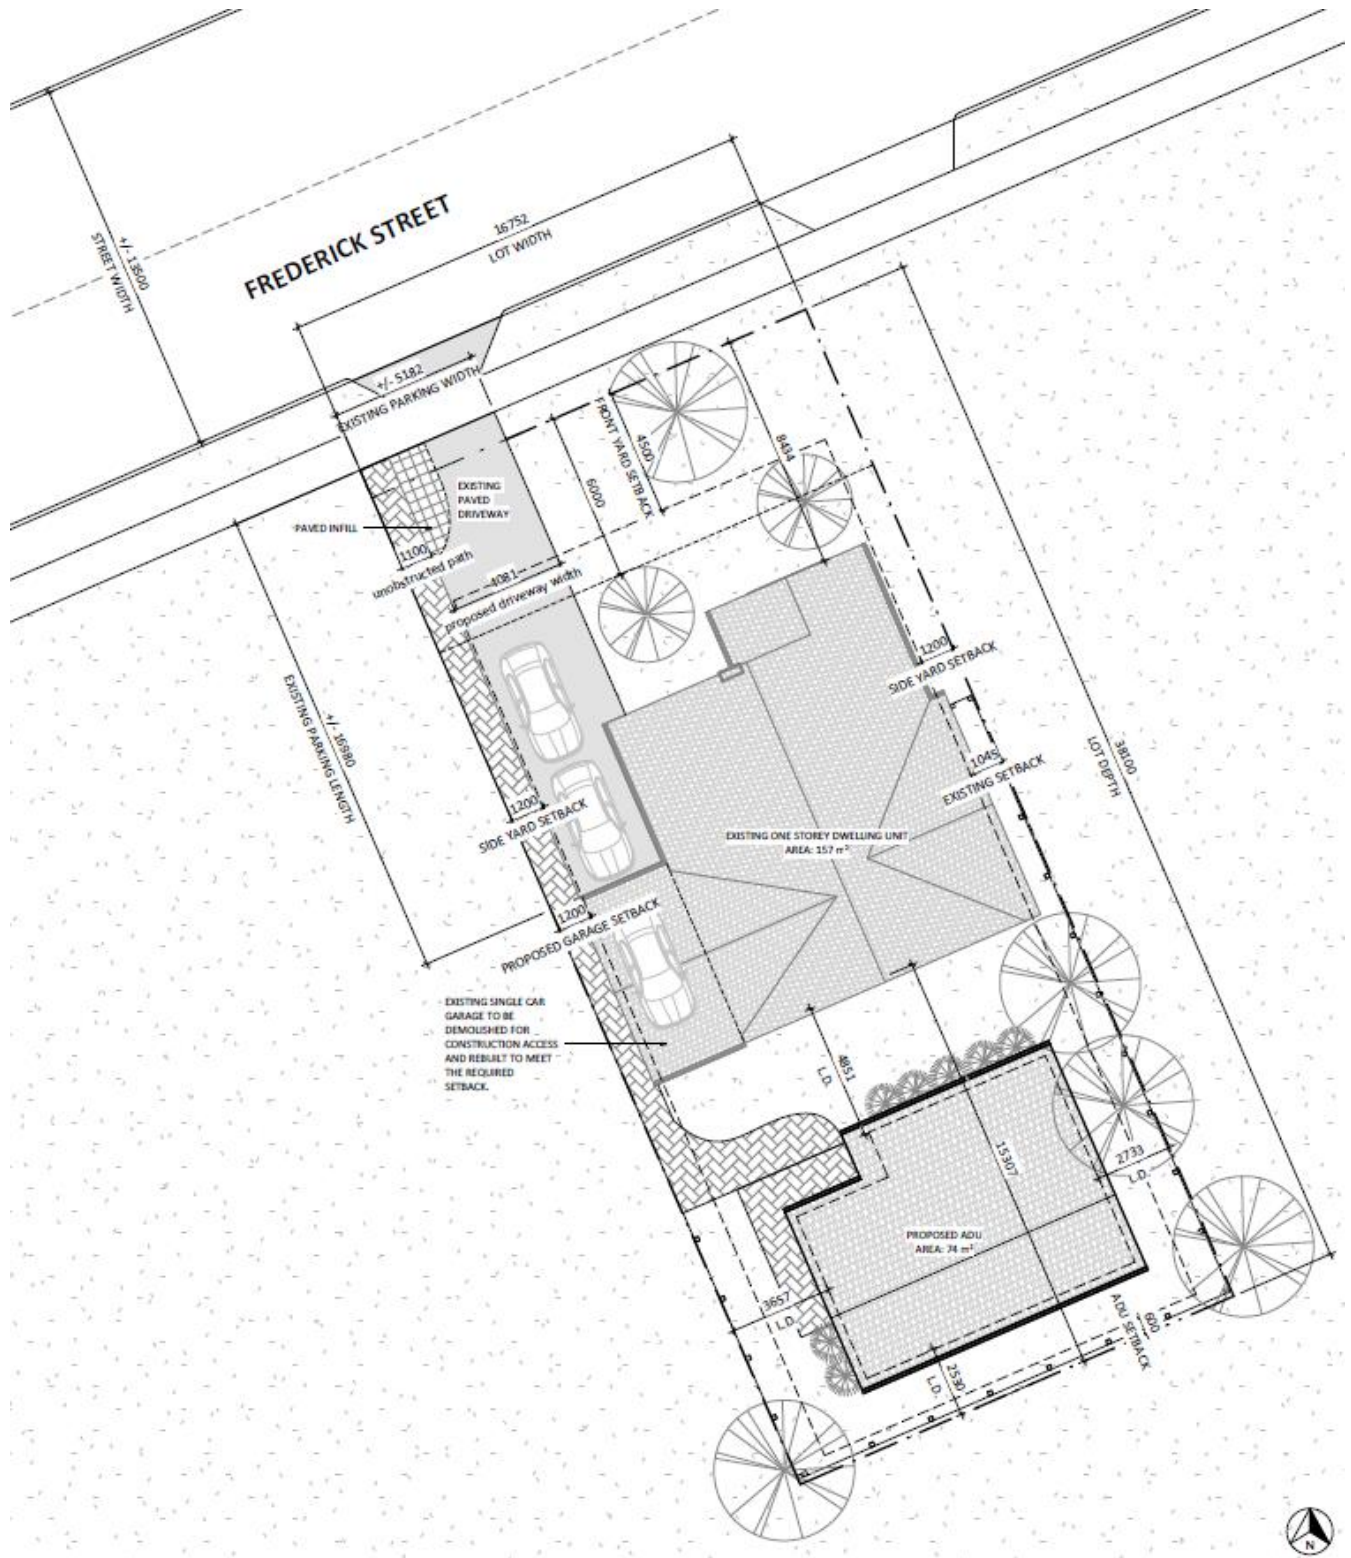 +/- 13500
STREET WIDTH
FREDERICK STREET
16752
LOT WIDTH
+/- 5182
EXISTING PARKING WIDTH
EXISTING
PAVED
DRIVEWAY
PAVED INFILL
1100
unobstructed path
4081
proposed driveway width
6000
4500
FRONT YARD SETBACK
8434
1200
SIDE YARD SETBACK
1045
EXISTING SETBACK
38100
LOT DEPTH
+/- 16980
EXISTING PARKING LENGTH
1200
SIDE YARD SETBACK
EXISTING ONE STOREY DWELLING UNIT
AREA: 157 m²
1200
PROPOSED GARAGE SETBACK
EXISTING SINGLE CAR
GARAGE TO BE
DEMOLISHED FOR
CONSTRUCTION ACCESS
AND REBUILT TO MEET
THE REQUIRED
SETBACK.
4851
L.D.
15307
2733
L.D.
PROPOSED ADU
AREA: 74 m²
3657
L.D.
2530
L.D.
600
ADU SETBACK
N